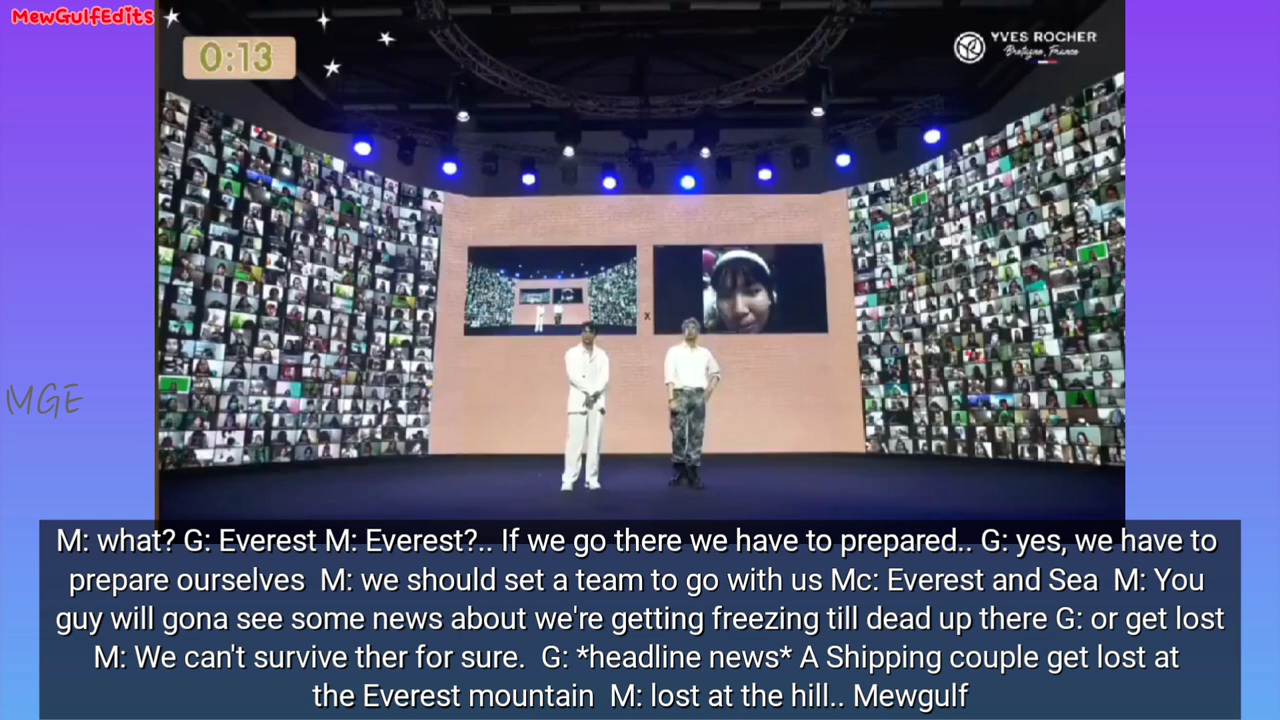 MewGulfEdits
0:13
YVES ROCHER
Bretagne, France
x
MGE
M: what? G: Everest M: Everest?.. If we go there we have to prepared.. G: yes, we have to
prepare ourselves M: we should set a team to go with us Mc: Everest and Sea M: You
guy will gona see some news about we're getting freezing till dead up there G: or get lost
M: We can't survive ther for sure. G: *headline news* A Shipping couple get lost at
the Everest mountain M: lost at the hill.. Mewgulf